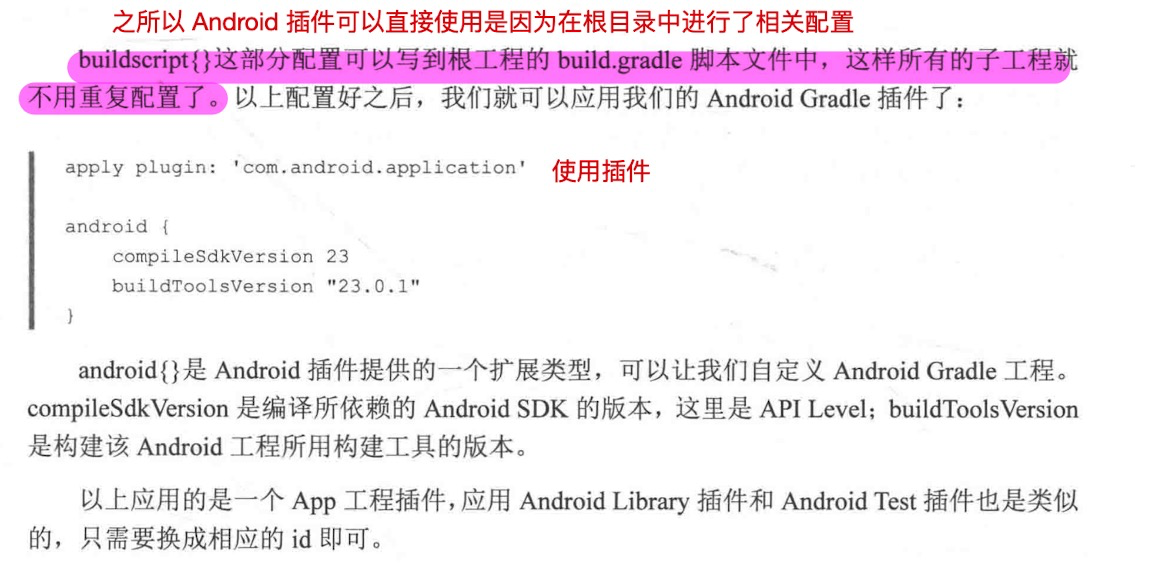 之所以 Android 插件可以直接使用是因为在根目录中进行了相关配置
buildscript{}这部分配置可以写到根工程的 build.gradle 脚本文件中，这样所有的子工程就
不用重复配置了。以上配置好之后，我们就可以应用我们的 Android Gradle 插件了：
apply plugin: 'com.android.application' 使用插件
android {
compileSdkVersion 23
buildToolsVersion "23.0.1"
}
android{}是 Android 插件提供的一个扩展类型，可以让我们自定义 Android Gradle 工程。
compileSdkVersion 是编译所依赖的 Android SDK 的版本，这里是 API Level；buildToolsVersion
是构建该 Android 工程所用构建工具的版本。
以上应用的是一个 App 工程插件，应用 Android Library 插件和 Android Test 插件也是类似
的，只需要换成相应的 id 即可。